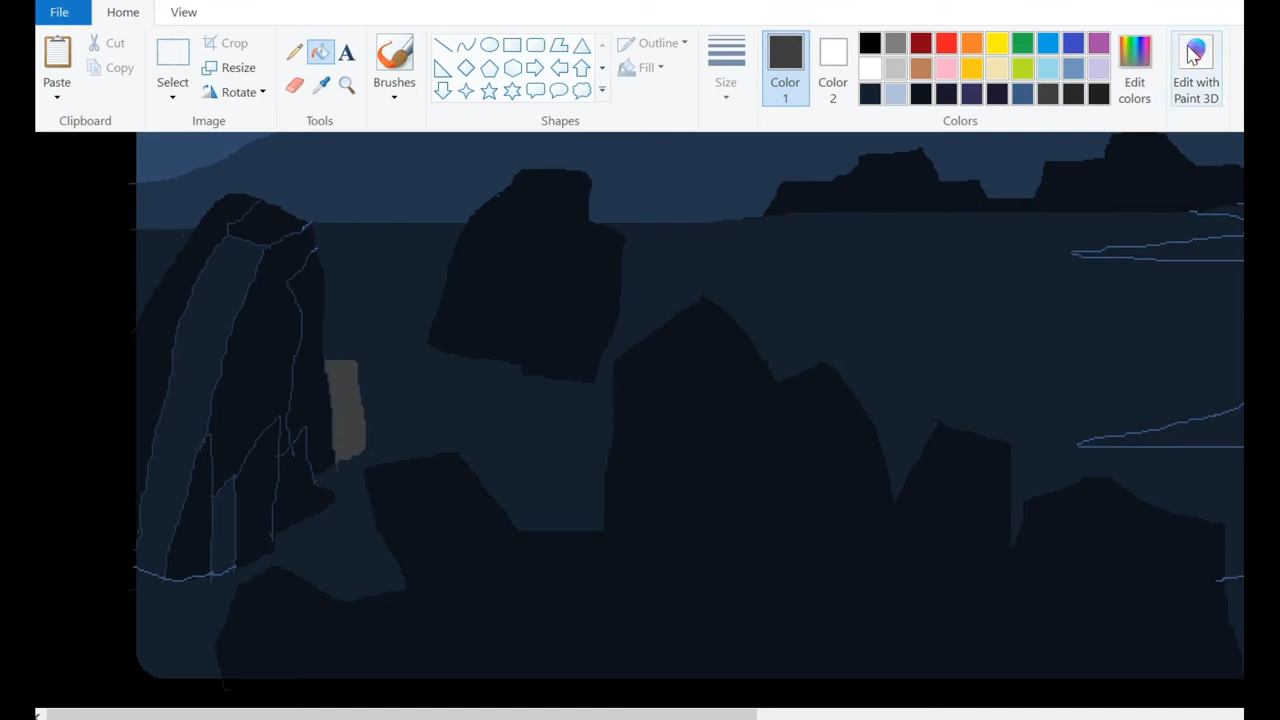 File Home View
Paste Cut Copy Select Crop Resize Rotate A Brushes Outline Fill Size Color 1 Color 2 Edit colors Edit with Paint 3D
Clipboard Image Tools Shapes Colors